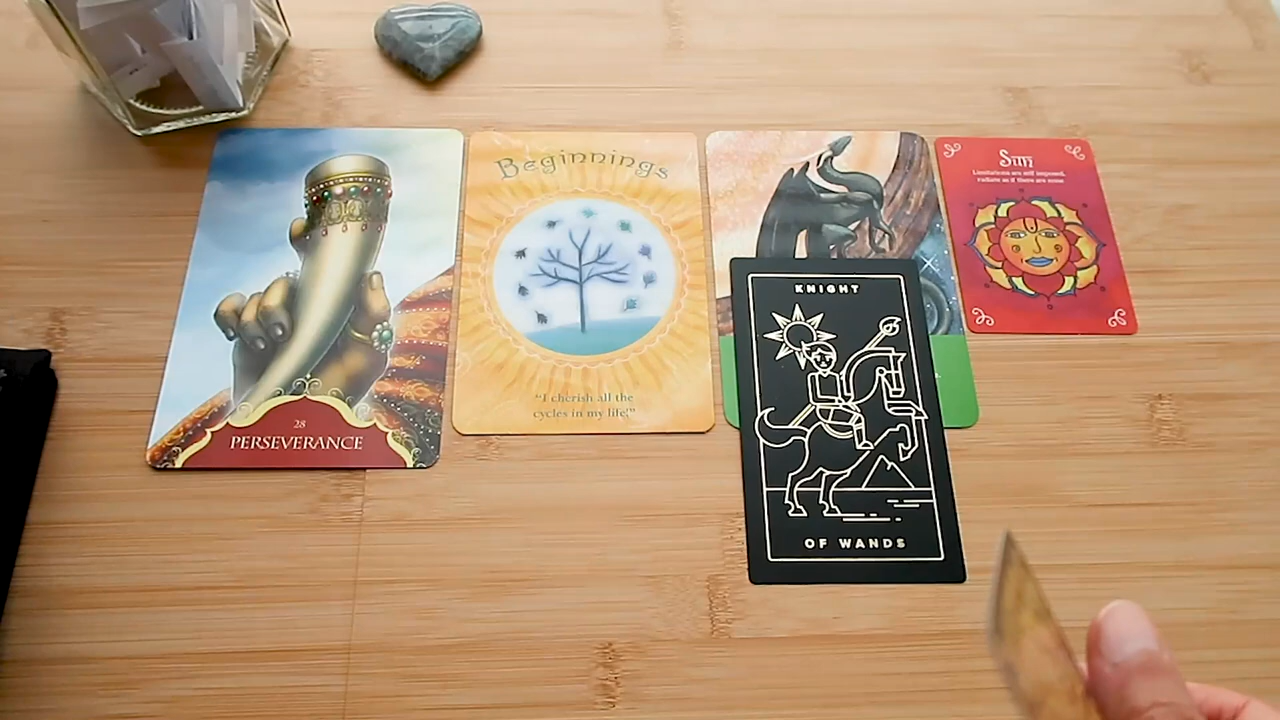 28
PERSEVERANCE
Beginnings
"I cherish all the
cycles in my life!"
KNIGHT
OF WANDS
Sun
Limitations are self imposed,
radiate as if there are none